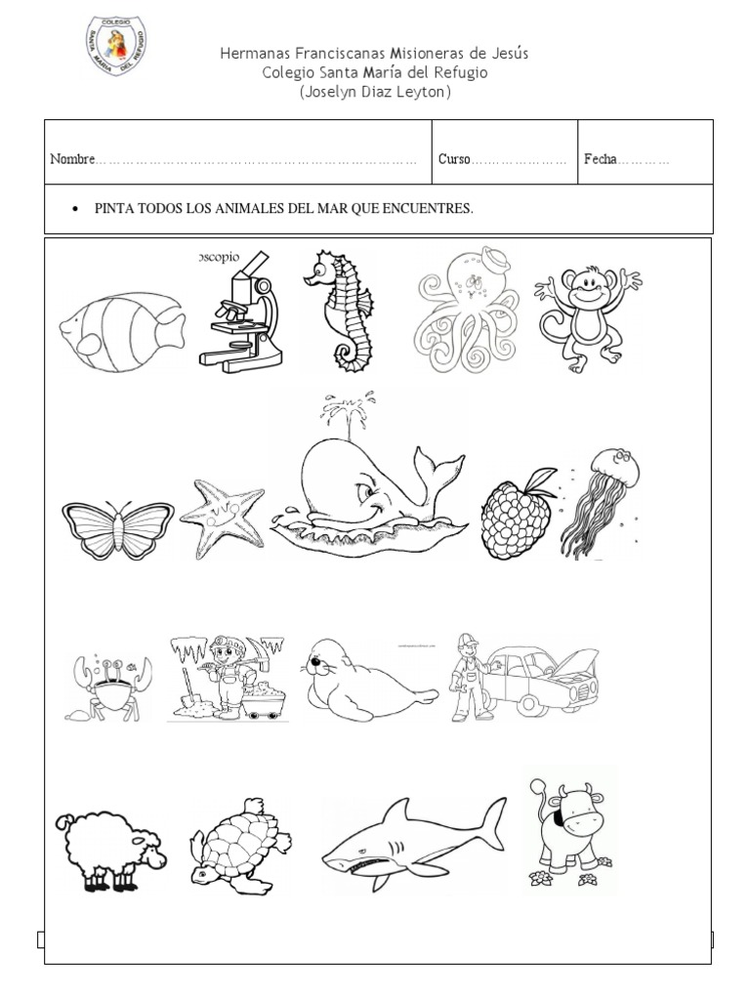 COLEGIO
SANTA MARIA DEL REFUGIO
Hermanas Franciscanas Misioneras de Jesús
Colegio Santa María del Refugio
(Joselyn Diaz Leyton)
Nombre……………………………………………………………… Curso………………… Fecha…………
• PINTA TODOS LOS ANIMALES DEL MAR QUE ENCUENTRES.
oscopio